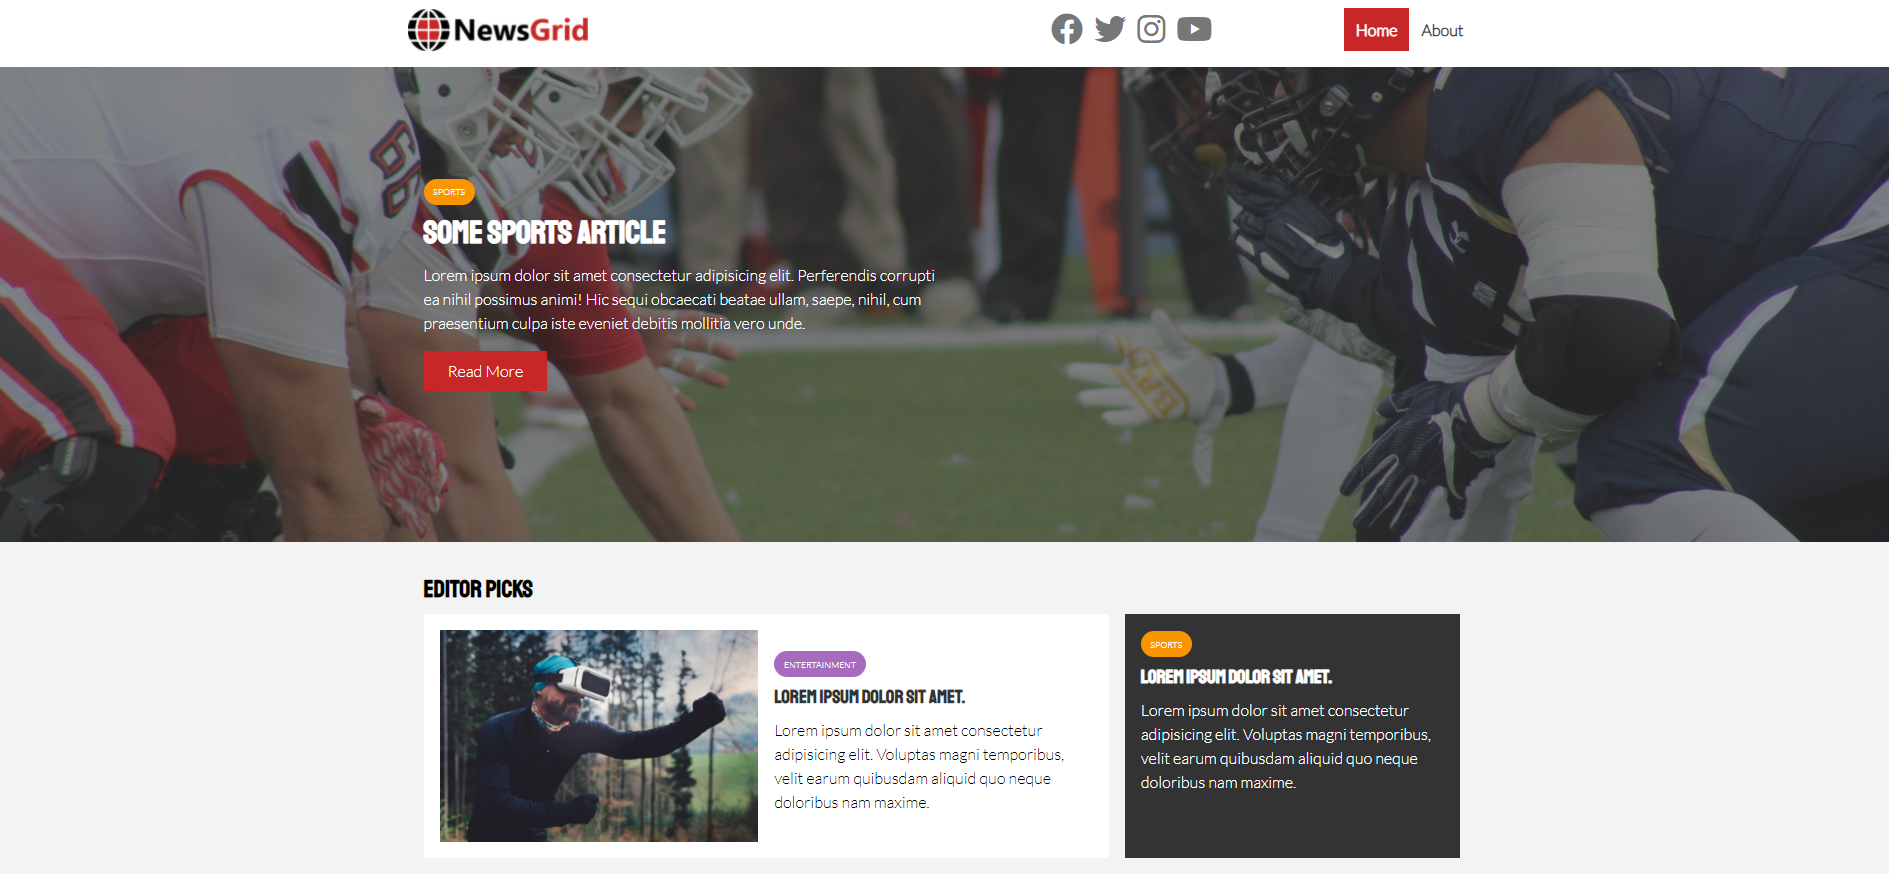 NewsGrid
Home
About
SPORTS
SOME SPORTS ARTICLE
Lorem ipsum dolor sit amet consectetur adipisicing elit. Perferendis corrupti
ea nihil possimus animi! Hic sequi obcaecati beatae ullam, saepe, nihil, cum
praesentium culpa iste eveniet debitis mollitia vero unde.
Read More
EDITOR PICKS
ENTERTAINMENT
LOREM IPSUM DOLOR SIT AMET.
Lorem ipsum dolor sit amet consectetur
adipisicing elit. Voluptas magni temporibus,
velit earum quibusdam aliquid quo neque
doloribus nam maxime.
SPORTS
LOREM IPSUM DOLOR SIT AMET.
Lorem ipsum dolor sit amet consectetur
adipisicing elit. Voluptas magni temporibus,
velit earum quibusdam aliquid quo neque
doloribus nam maxime.